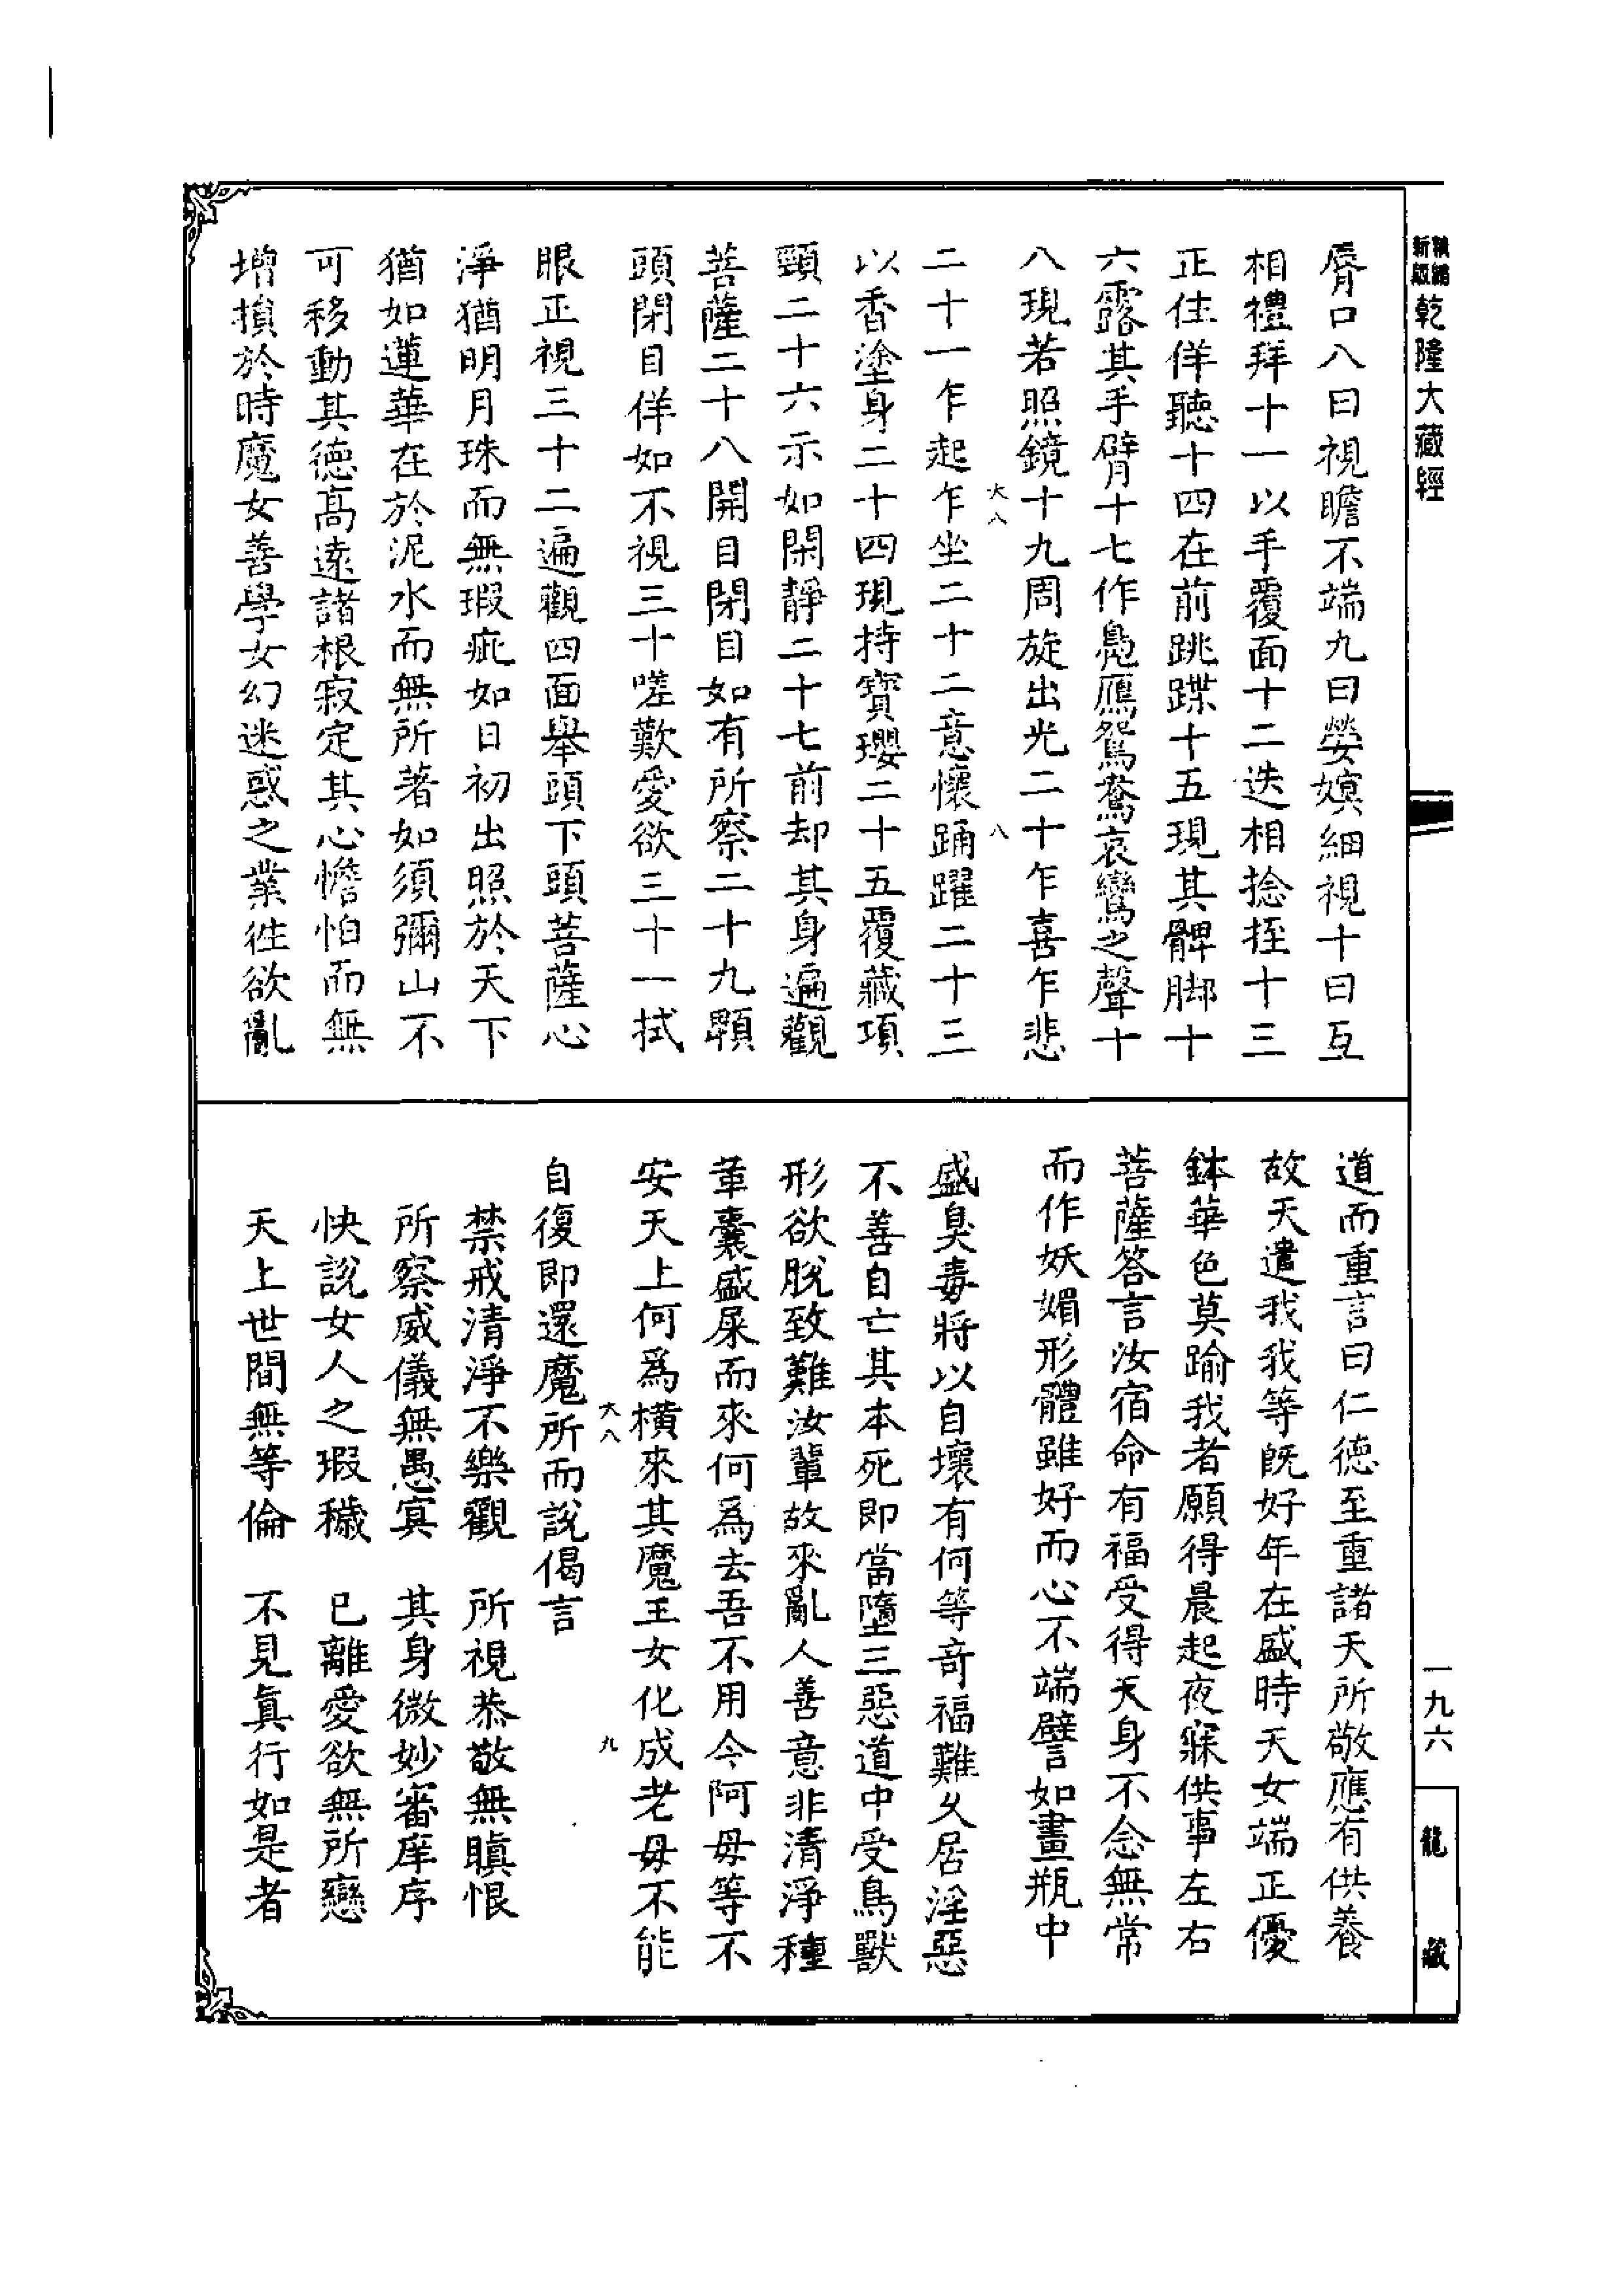 新編
縮版
乾隆大藏經
脣口八曰視瞻不端九曰嫈嫇細視十曰互
相禮拜十一以手覆面十二迭相捻挃十三
正住佯聽十四在前跳蹀十五現其髀脚十
六露其手臂十七作鳧鴈鴛鴦哀鸞之聲十
八現若照鏡十九周旋出光二十乍喜乍悲
大八
八
二十一乍起乍坐二十二意懷踊躍二十三
以香塗身二十四現持寶瓔二十五覆藏項
頸二十六示如閑靜二十七前却其身遍觀
菩薩二十八開目閉目如有所察二十九顋
頭閉目佯如不視三十嗟歎愛欲三十一拭
眼正視三十二遍觀四面舉頭下頭菩薩心
淨猶明月珠而無瑕疵如日初出照於天下
猶如蓮華在於泥水而無所著如須彌山不
可移動其德高遠諸根寂定其心憺怕而無
增損於時魔女善學女幻迷惑之業徃欲亂
道而重言曰仁德至重諸天所敬應有供養
故天遣我我等旣好年在盛時天女端正優
鉢華色莫踰我者願得晨起夜寐供事左右
菩薩答言汝宿命有福受得天身不念無常
而作妖媚形體雖好而心不端譬如畫瓶中
盛臭毒將以自壞有何等奇福難久居淫惡
不善自亡其本死即當墮三惡道中受鳥獸
形欲脫致難汝輩故來亂人善意非清淨種
革囊盛屎而來何爲去吾不用今阿母等不
安天上何爲橫來其魔王女化成老母不能
大八
九
自復即還魔所而說偈言
禁戒清淨不樂觀　所視恭敬無瞋恨
所察威儀無愚冥　其身微妙審庠序
快說女人之瑕穢　已離愛欲無所戀
天上世間無等倫　不見眞行如是者
一九六
龍藏